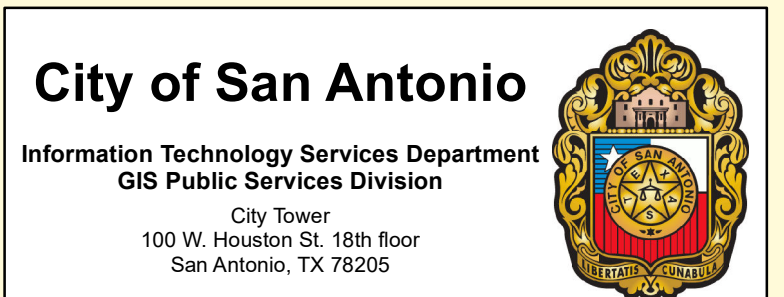 City of San Antonio
Information Technology Services Department
GIS Public Services Division
City Tower
100 W. Houston St. 18th floor
San Antonio, TX 78205
CITY OF SAN ANTONIO
TEXAS
LIBERTATIS CUNABULA